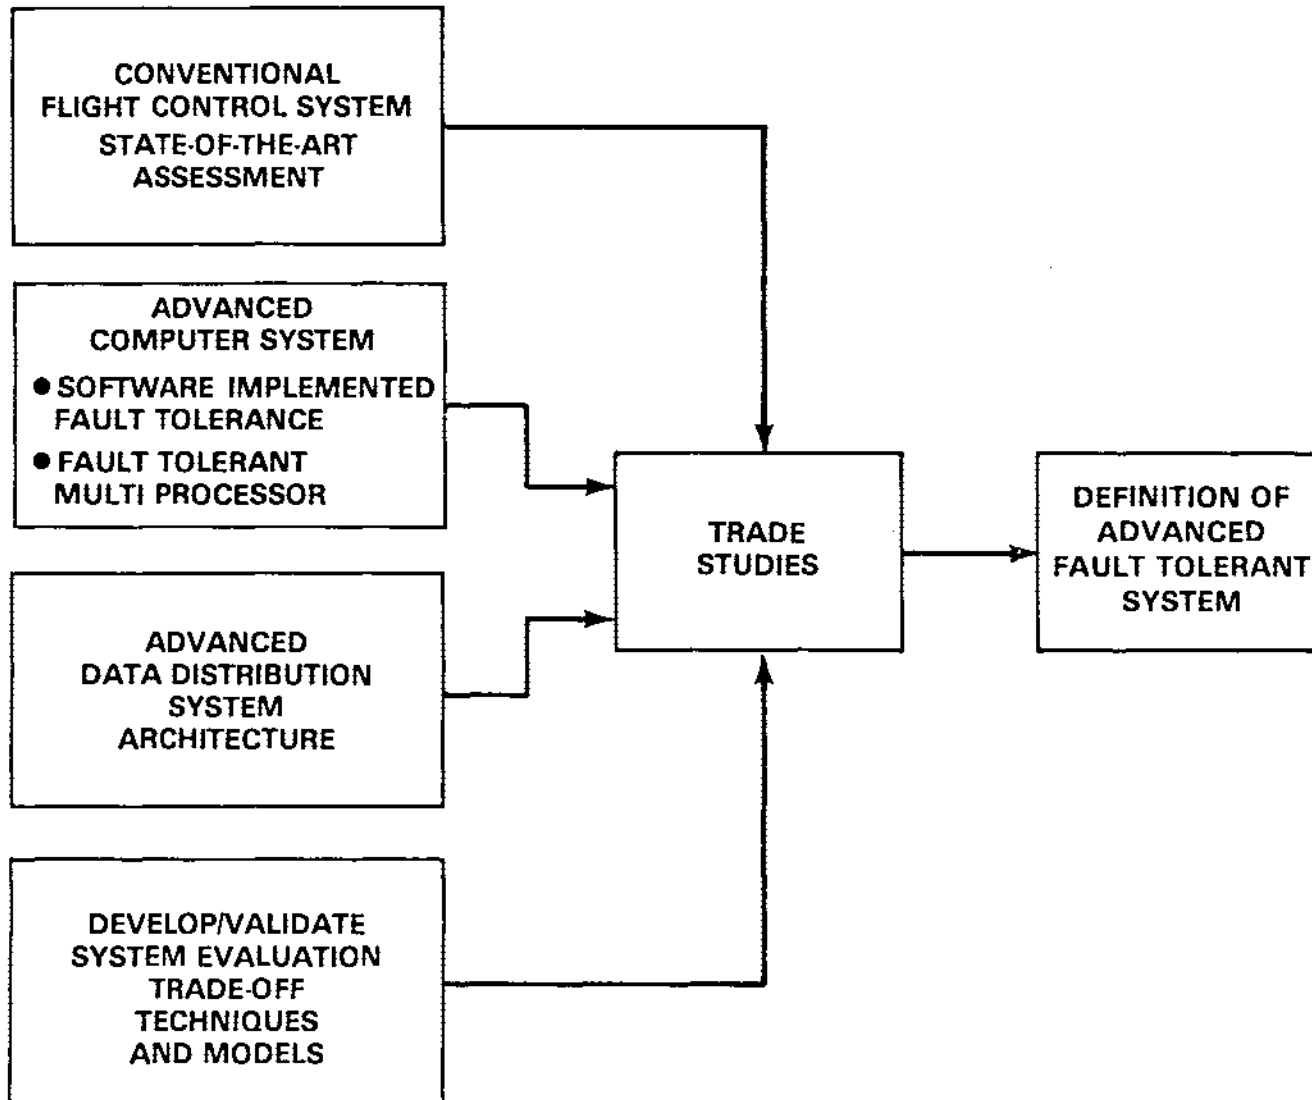 CONVENTIONAL
FLIGHT CONTROL SYSTEM
STATE-OF-THE-ART
ASSESSMENT
ADVANCED
COMPUTER SYSTEM
● SOFTWARE IMPLEMENTED
FAULT TOLERANCE
● FAULT TOLERANT
MULTI PROCESSOR
ADVANCED
DATA DISTRIBUTION
SYSTEM
ARCHITECTURE
DEVELOP/VALIDATE
SYSTEM EVALUATION
TRADE-OFF
TECHNIQUES
AND MODELS
TRADE
STUDIES
DEFINITION OF
ADVANCED
FAULT TOLERANT
SYSTEM